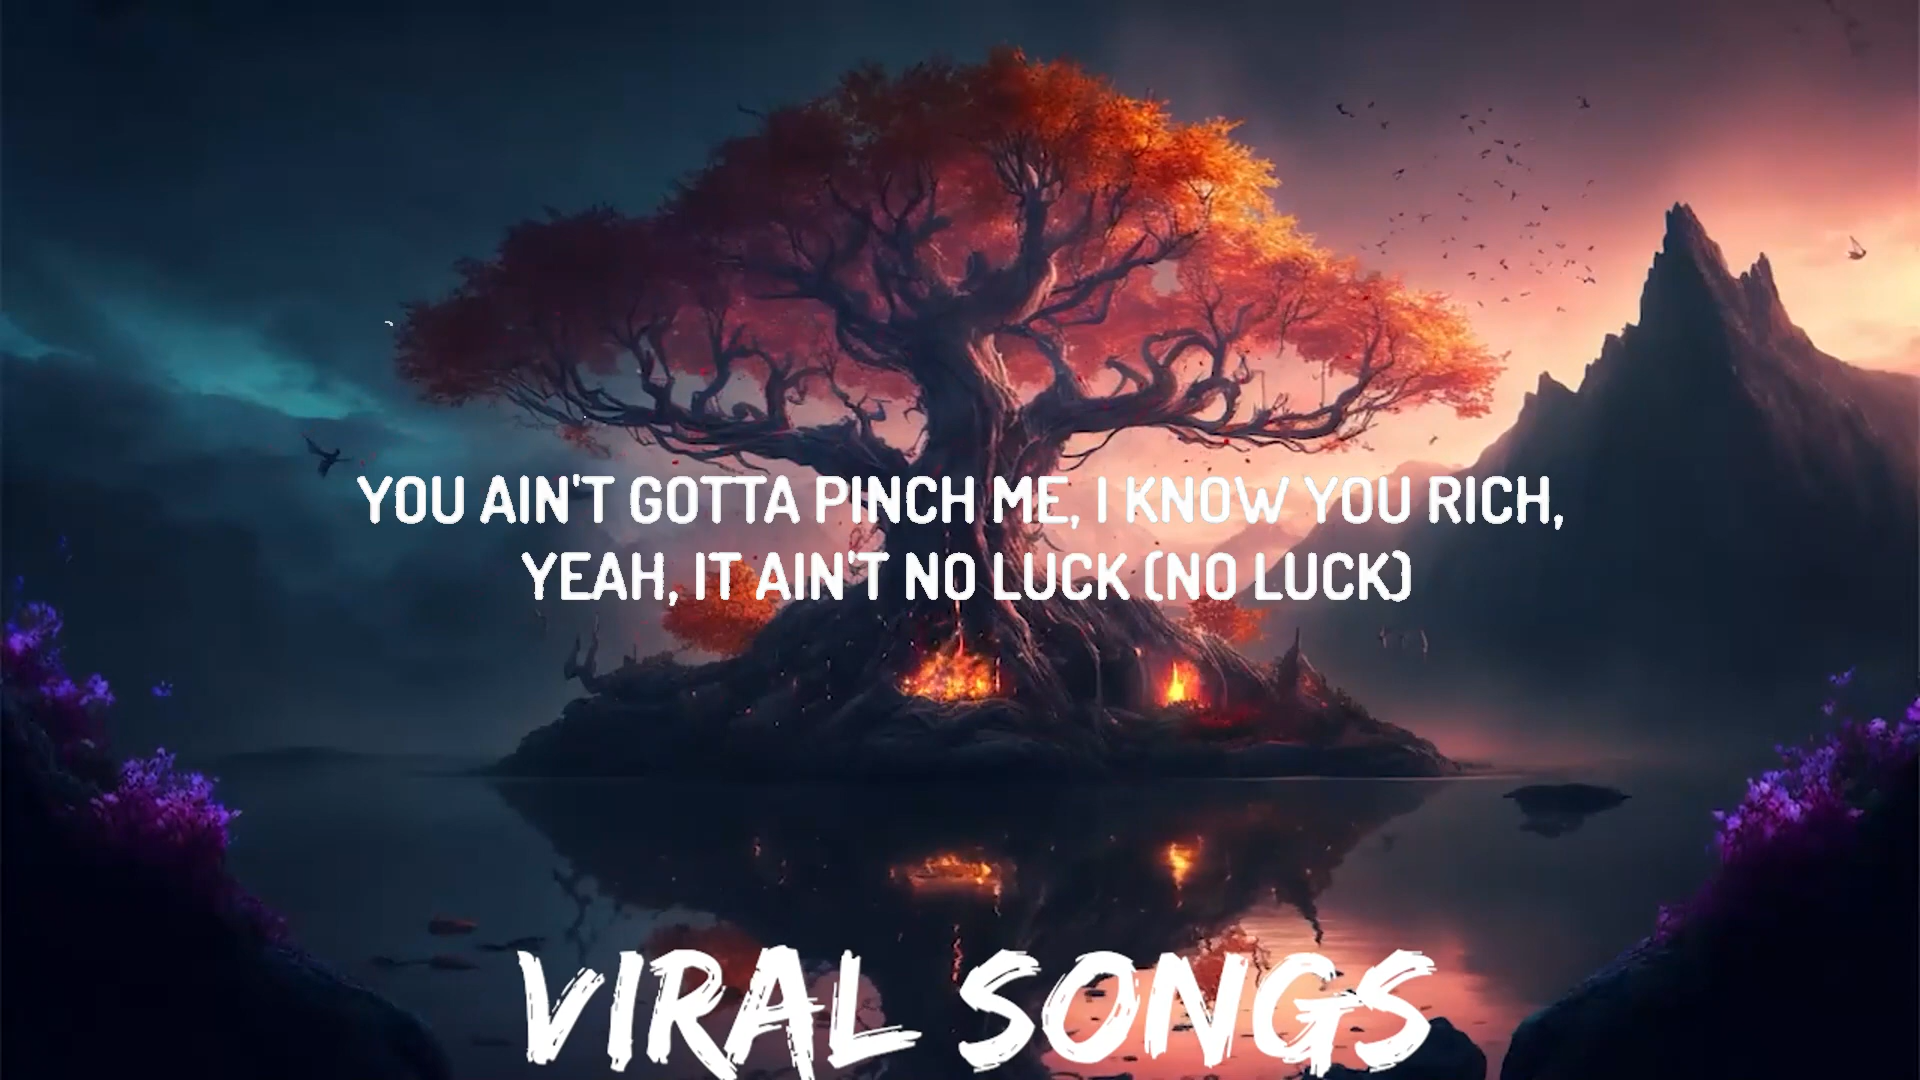 YOU AIN'T GOTTA PINCH ME, I KNOW YOU RICH,
YEAH, IT AIN'T NO LUCK (NO LUCK)
VIRAL SONGS